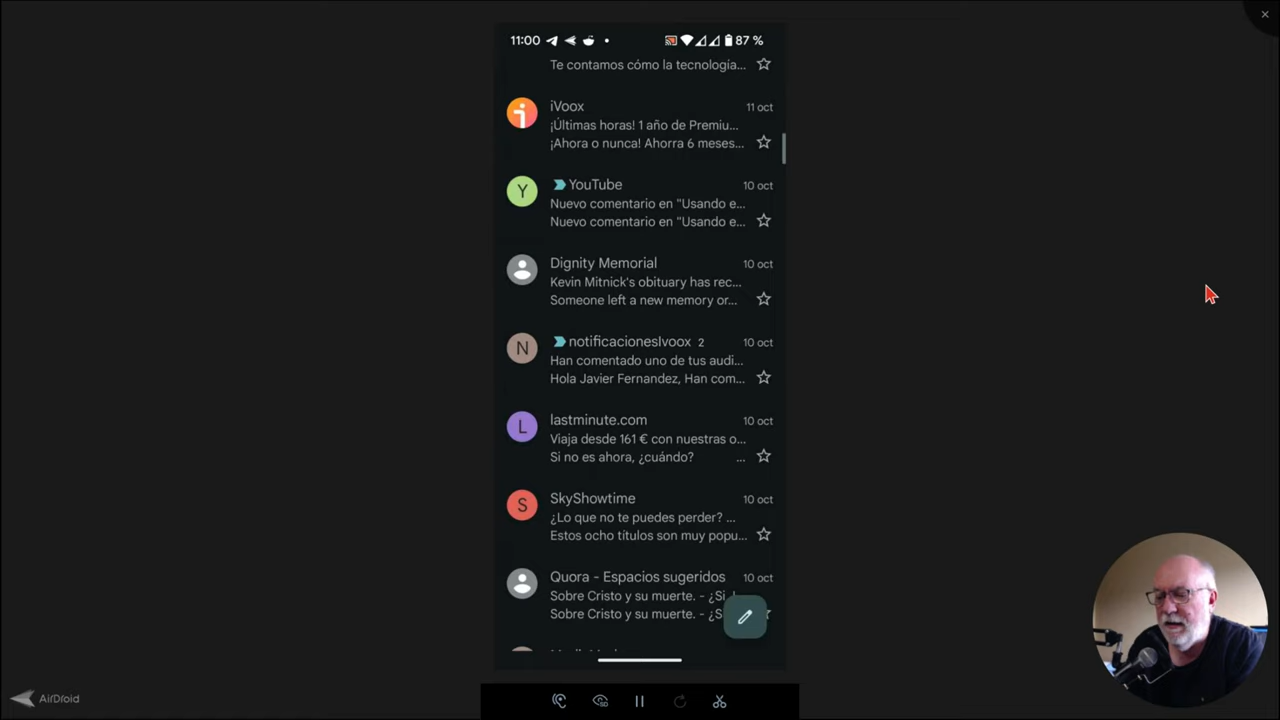 11:00 87 %
Te contamos cómo la tecnología...
iVoox 11 oct
¡Últimas horas! 1 año de Premiu...
¡Ahora o nunca! Ahorra 6 meses...
Y YouTube 10 oct
Nuevo comentario en "Usando e...
Nuevo comentario en "Usando e...
Dignity Memorial 10 oct
Kevin Mitnick's obituary has rec...
Someone left a new memory or...
N notificacionesIvoox 2 10 oct
Han comentado uno de tus audi...
Hola Javier Fernandez, Han com...
L lastminute.com 10 oct
Viaja desde 161 € con nuestras o...
Si no es ahora, ¿cuándo? ...
S SkyShowtime 10 oct
¿Lo que no te puedes perder? ...
Estos ocho títulos son muy popu...
Quora - Espacios sugeridos 10 oct
Sobre Cristo y su muerte. - ¿Si
Sobre Cristo y su muerte. - ¿S
AirDroid